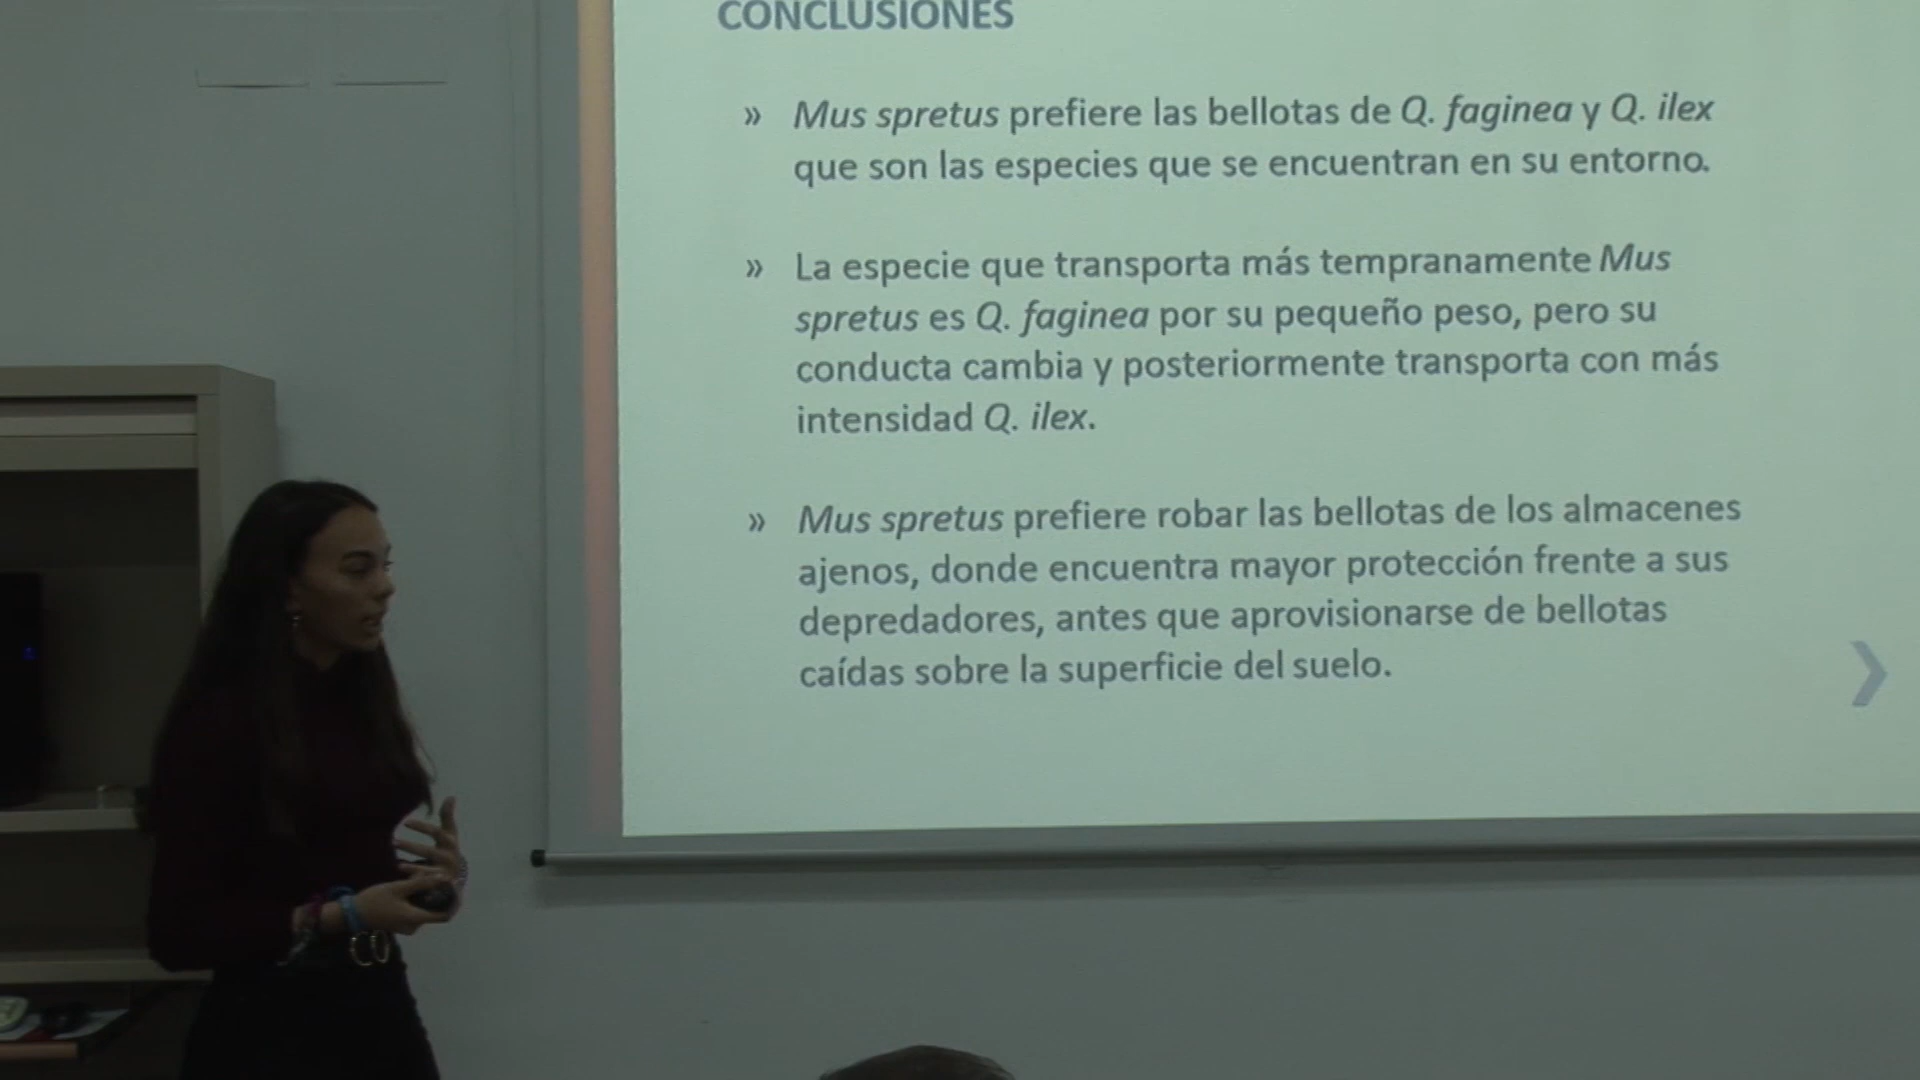 CONCLUSIONES
» Mus spretus prefiere las bellotas de Q. faginea y Q. ilex
que son las especies que se encuentran en su entorno.
» La especie que transporta más tempranamente Mus
spretus es Q. faginea por su pequeño peso, pero su
conducta cambia y posteriormente transporta con más
intensidad Q. ilex.
» Mus spretus prefiere robar las bellotas de los almacenes
ajenos, donde encuentra mayor protección frente a sus
depredadores, antes que aprovisionarse de bellotas
caídas sobre la superficie del suelo.